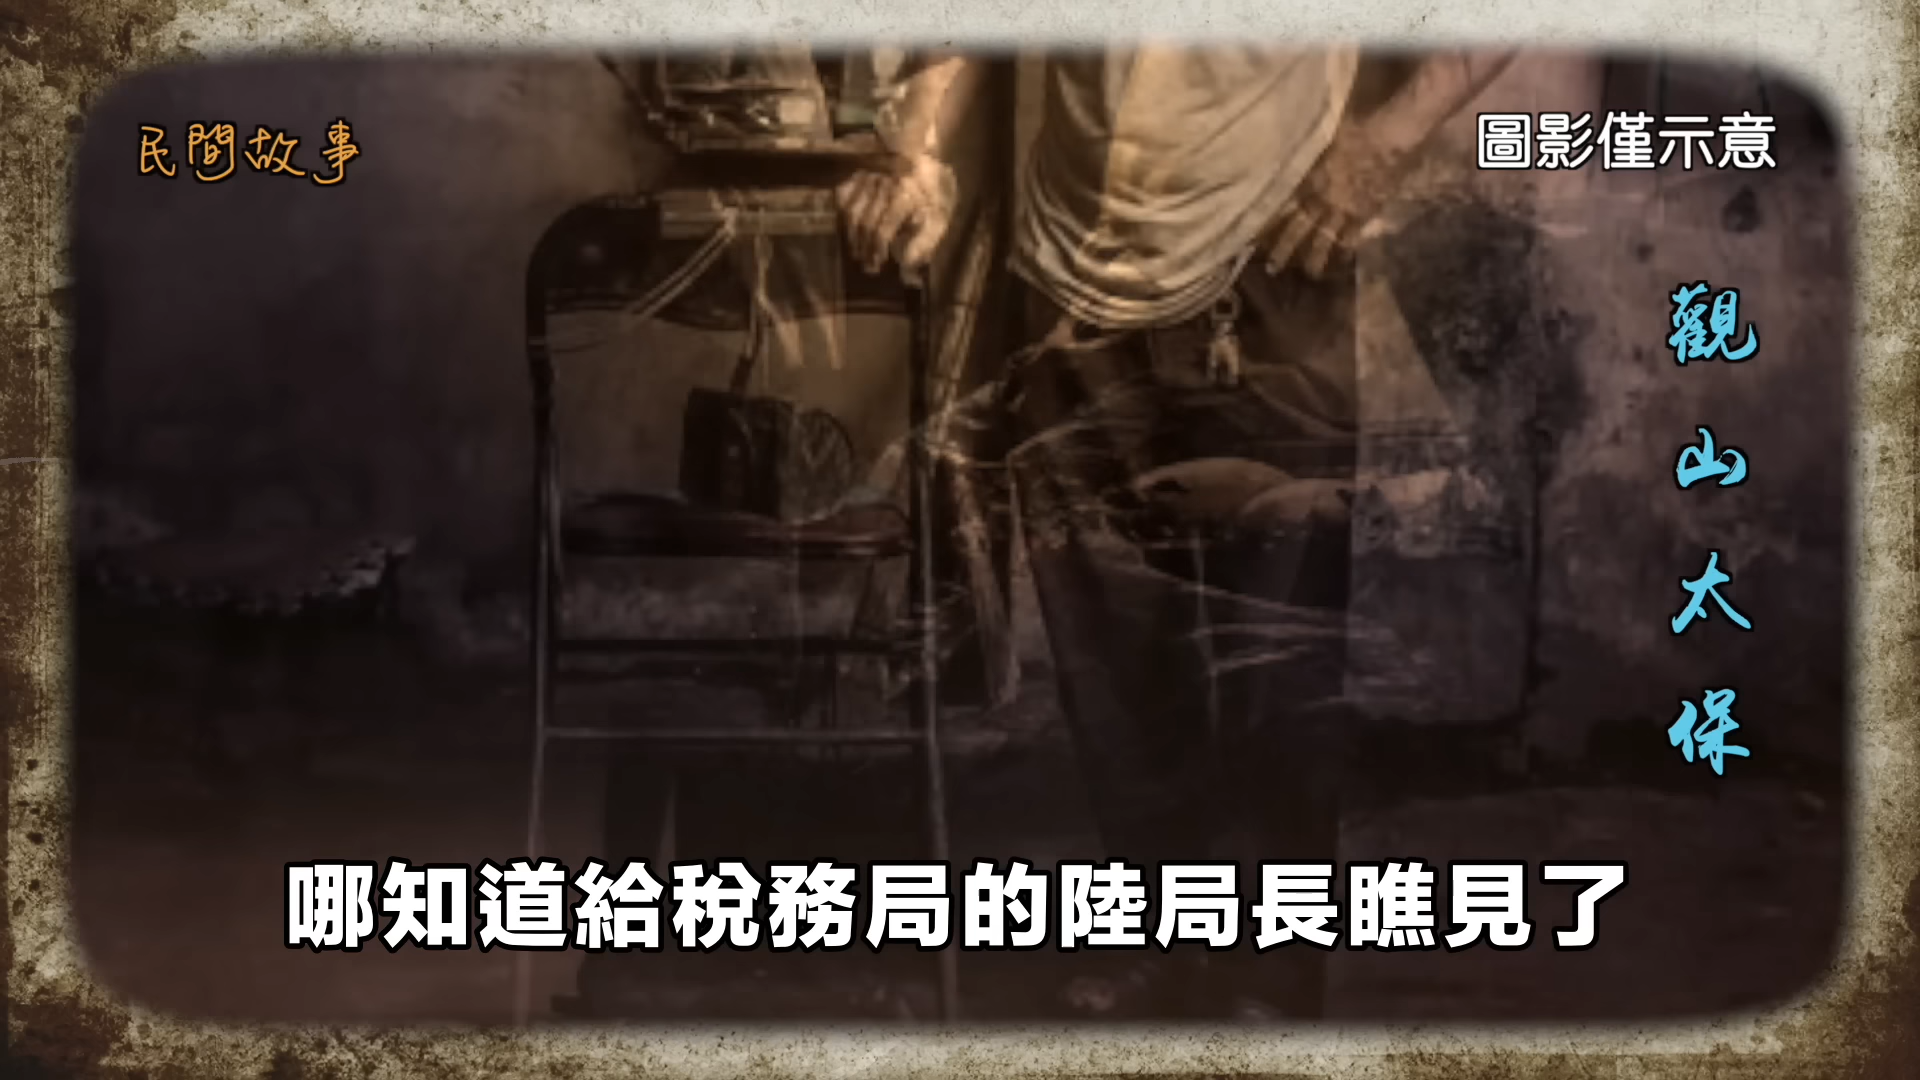 民間故事
圖影僅示意
觀山太保
哪知道給稅務局的陸局長瞧見了